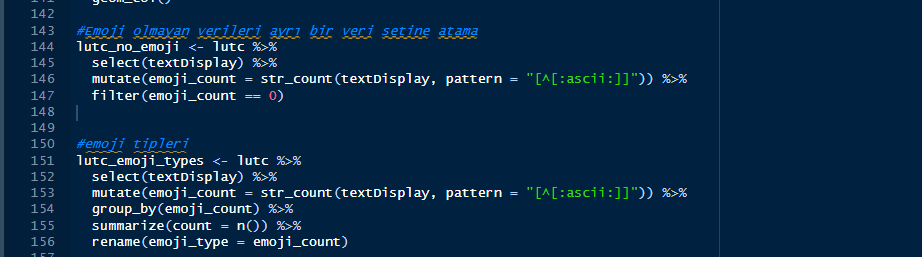 142
143 #Emoji olmayan verileri ayrı bir veri setine atama
144 lutc_no_emoji <- lutc %>%
145   select(textDisplay) %>%
146   mutate(emoji_count = str_count(textDisplay, pattern = "[^[:ascii:]]")) %>%
147   filter(emoji_count == 0)
148
149
150 #emoji tipleri
151 lutc_emoji_types <- lutc %>%
152   select(textDisplay) %>%
153   mutate(emoji_count = str_count(textDisplay, pattern = "[^[:ascii:]]")) %>%
154   group_by(emoji_count) %>%
155   summarize(count = n()) %>%
156   rename(emoji_type = emoji_count)